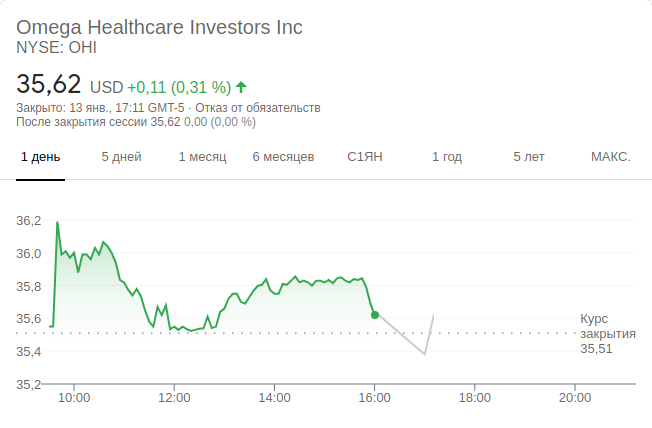 Omega Healthcare Investors Inc
NYSE: OHI
35,62 USD +0,11 (0,31 %)
Закрыто: 13 янв., 17:11 GMT-5 · Отказ от обязательств
После закрытия сессии 35,62 0,00 (0,00 %)
1 день 5 дней 1 месяц 6 месяцев С1ЯН 1 год 5 лет МАКС.
36,2
36,0
35,8
35,6
35,4
35,2
Курс
закрытия
35,51
10:00 12:00 14:00 16:00 18:00 20:00